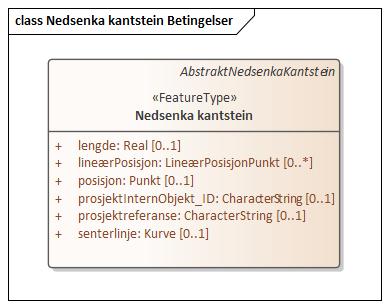 class Nedsenka kantstein Betingelser
AbstraktNedsenkaKantstein
«FeatureType»
Nedsenka kantstein
+ lengde: Real [0..1]
+ lineærPosisjon: LineærPosisjonPunkt [0..*]
+ posisjon: Punkt [0..1]
+ prosjektInternObjekt_ID: CharacterString [0..1]
+ prosjektreferanse: CharacterString [0..1]
+ senterlinje: Kurve [0..1]